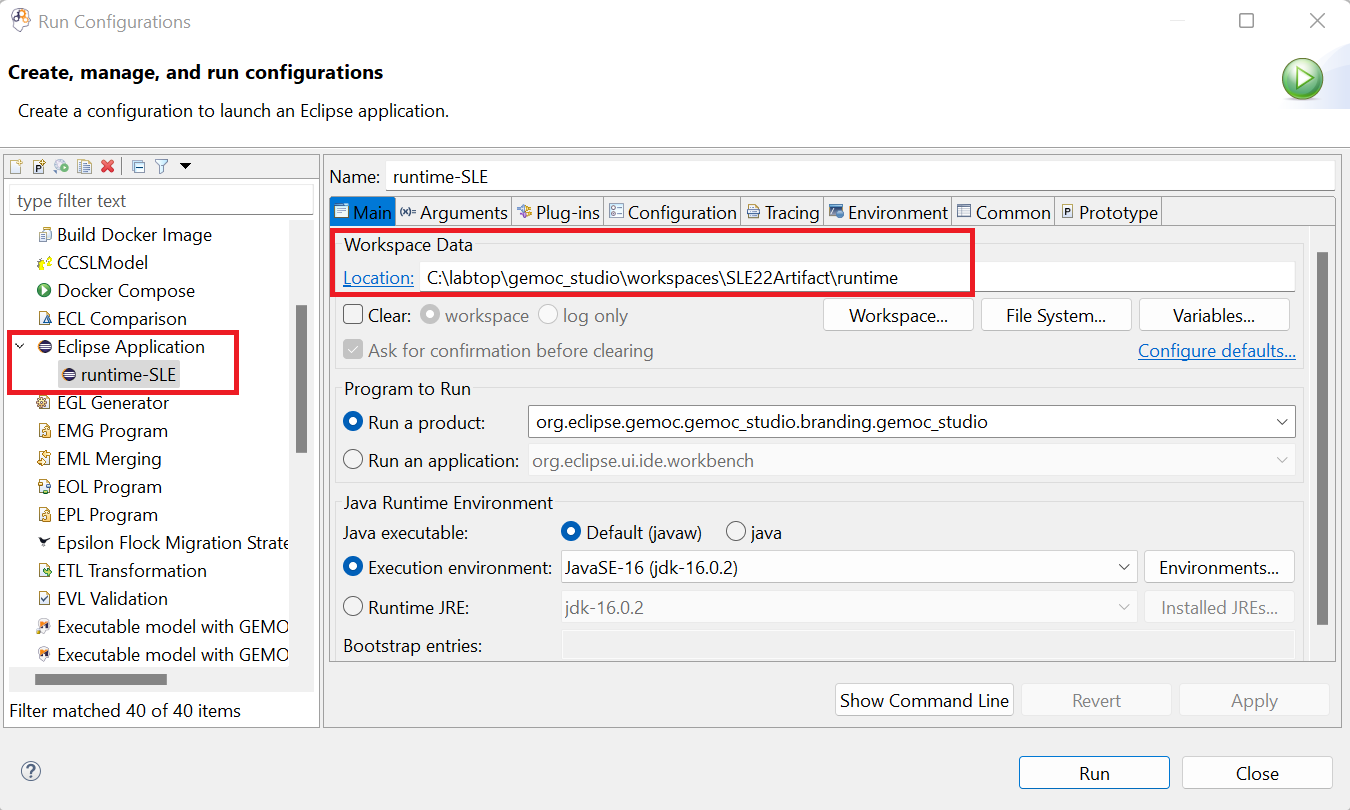 Run Configurations
Create, manage, and run configurations
Create a configuration to launch an Eclipse application.
type filter text
Build Docker Image
CCSLModel
Docker Compose
ECL Comparison
Eclipse Application
runtime-SLE
EGL Generator
EMG Program
EML Merging
EOL Program
EPL Program
Epsilon Flock Migration Strate
ETL Transformation
EVL Validation
Executable model with GEMO
Executable model with GEMO
Filter matched 40 of 40 items
Name: runtime-SLE
Main (x)= Arguments Plug-ins Configuration Tracing Environment Common P Prototype
Workspace Data
Location: C:\labtop\gemoc_studio\workspaces\SLE22Artifact\runtime
Clear: workspace log only Workspace... File System... Variables...
Ask for confirmation before clearing Configure defaults...
Program to Run
Run a product: org.eclipse.gemoc.gemoc_studio.branding.gemoc_studio
Run an application: org.eclipse.ui.ide.workbench
Java Runtime Environment
Java executable: Default (javaw) java
Execution environment: JavaSE-16 (jdk-16.0.2) Environments...
Runtime JRE: jdk-16.0.2 Installed JREs...
Bootstrap entries:
Show Command Line Revert Apply
? Run Close